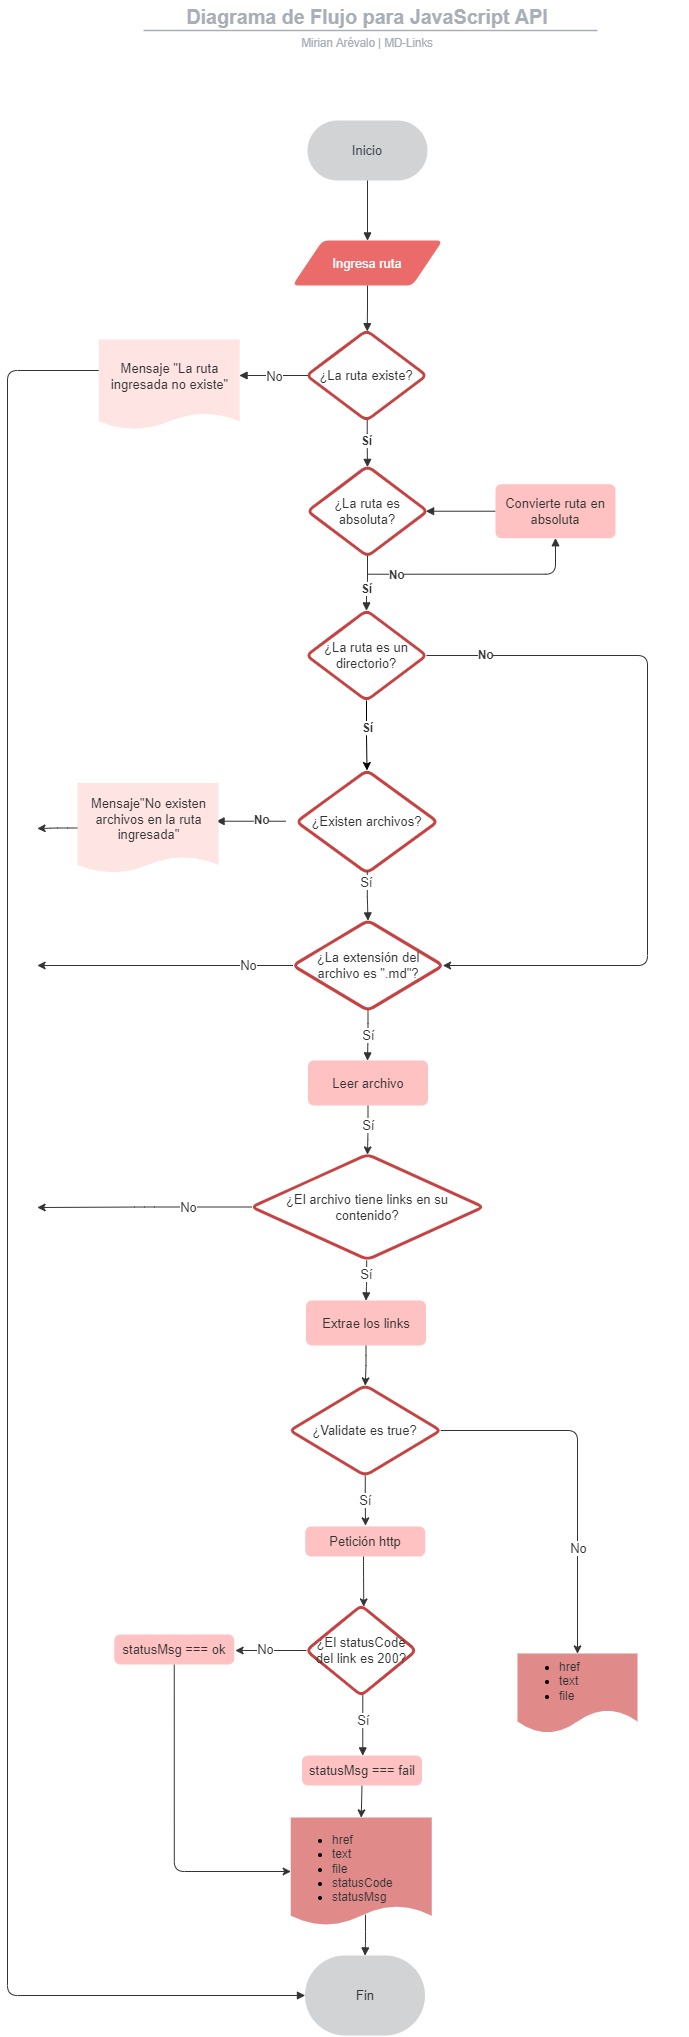 Diagrama de Flujo para JavaScript API
Mirian Arévalo | MD-Links
Inicio
Ingresa ruta
¿La ruta existe?
No
Mensaje "La ruta
ingresada no existe"
Sí
¿La ruta es
absoluta?
Convierte ruta en
absoluta
No
Sí
¿La ruta es un
directorio?
No
Sí
¿Existen archivos?
No
Mensaje"No existen
archivos en la ruta
ingresada"
Sí
¿La extensión del
archivo es ".md"?
No
Sí
Leer archivo
Sí
¿El archivo tiene links en su
contenido?
No
Sí
Extrae los links
¿Validate es true?
Sí
No
Petición http
¿El statusCode
del link es 200?
No
statusMsg === ok
• href
• text
• file
Sí
statusMsg === fail
• href
• text
• file
• statusCode
• statusMsg
Fin